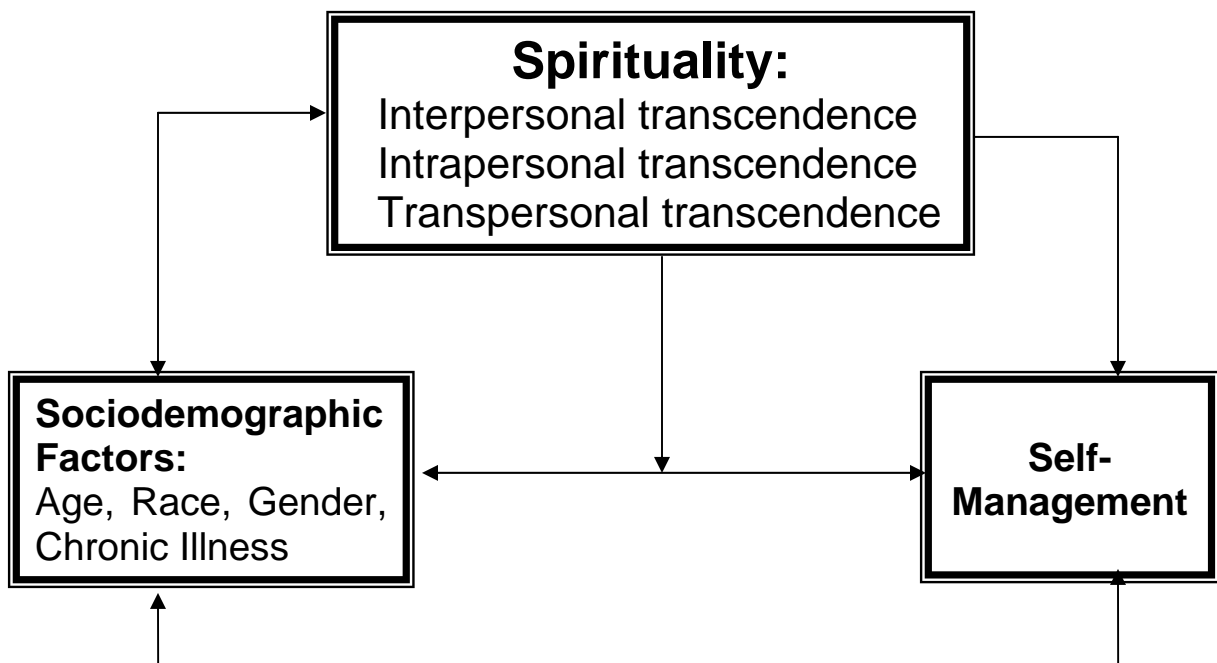 Spirituality:
Interpersonal transcendence
Intrapersonal transcendence
Transpersonal transcendence
Sociodemographic
Factors:
Age, Race, Gender,
Chronic Illness
Self-
Management